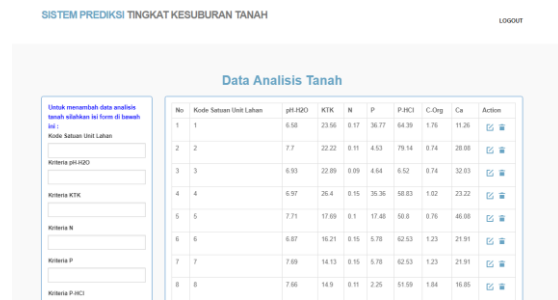 SISTEM PREDIKSI TINGKAT KESUBURAN TANAH
LOGOUT
Data Analisis Tanah
Untuk menambah data analisis
tanah silahkan isi form di bawah
ini :
Kode Satuan Unit Lahan
Kriteria pH.H2O
Kriteria KTK
Kriteria N
Kriteria P
Kriteria P-HCl
No Kode Satuan Unit Lahan pH.H2O KTK N P P-HCl C-Org Ca Action
1 1 6.58 23.56 0.17 36.77 64.39 1.76 11.26
2 2 7.7 22.22 0.11 4.53 79.14 0.74 28.08
3 3 6.93 22.89 0.09 4.64 6.52 0.74 32.03
4 4 6.97 26.4 0.15 35.36 58.83 1.02 23.22
5 5 7.71 17.69 0.1 17.48 50.8 0.76 46.08
6 6 6.87 16.21 0.15 5.78 62.53 1.23 21.91
7 7 7.69 14.13 0.15 5.78 62.53 1.23 21.91
8 8 7.66 14.9 0.11 2.25 51.59 1.84 16.85